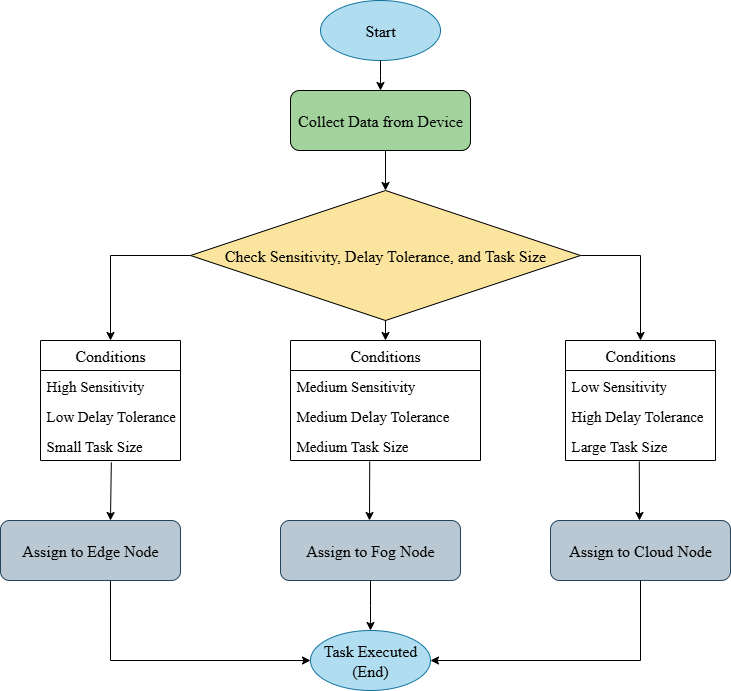 Start
Collect Data from Device
Check Sensitivity, Delay Tolerance, and Task Size
Conditions
High Sensitivity
Low Delay Tolerance
Small Task Size
Conditions
Medium Sensitivity
Medium Delay Tolerance
Medium Task Size
Conditions
Low Sensitivity
High Delay Tolerance
Large Task Size
Assign to Edge Node
Assign to Fog Node
Assign to Cloud Node
Task Executed
(End)